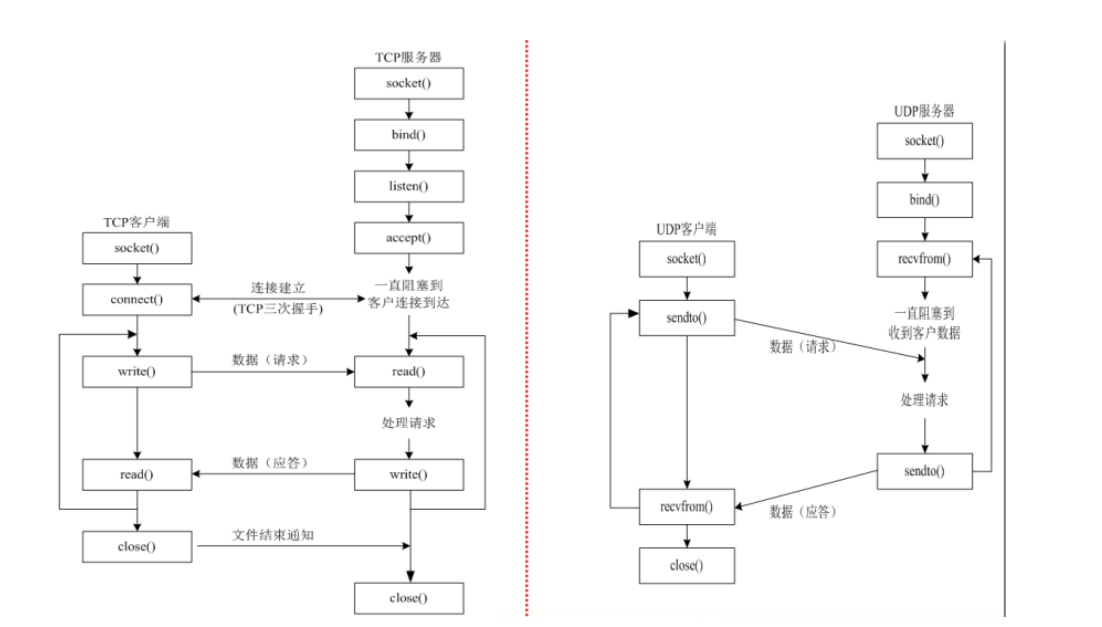 TCP服务器
socket()
bind()
listen()
accept()
一直阻塞到
客户连接到达
read()
处理请求
write()
close()
TCP客户端
socket()
connect()
write()
read()
close()
连接建立
(TCP三次握手)
数据（请求）
数据（应答）
文件结束通知
UDP客户端
socket()
sendto()
recvfrom()
close()
数据（请求）
数据（应答）
UDP服务器
socket()
bind()
recvfrom()
一直阻塞到
收到客户数据
处理请求
sendto()